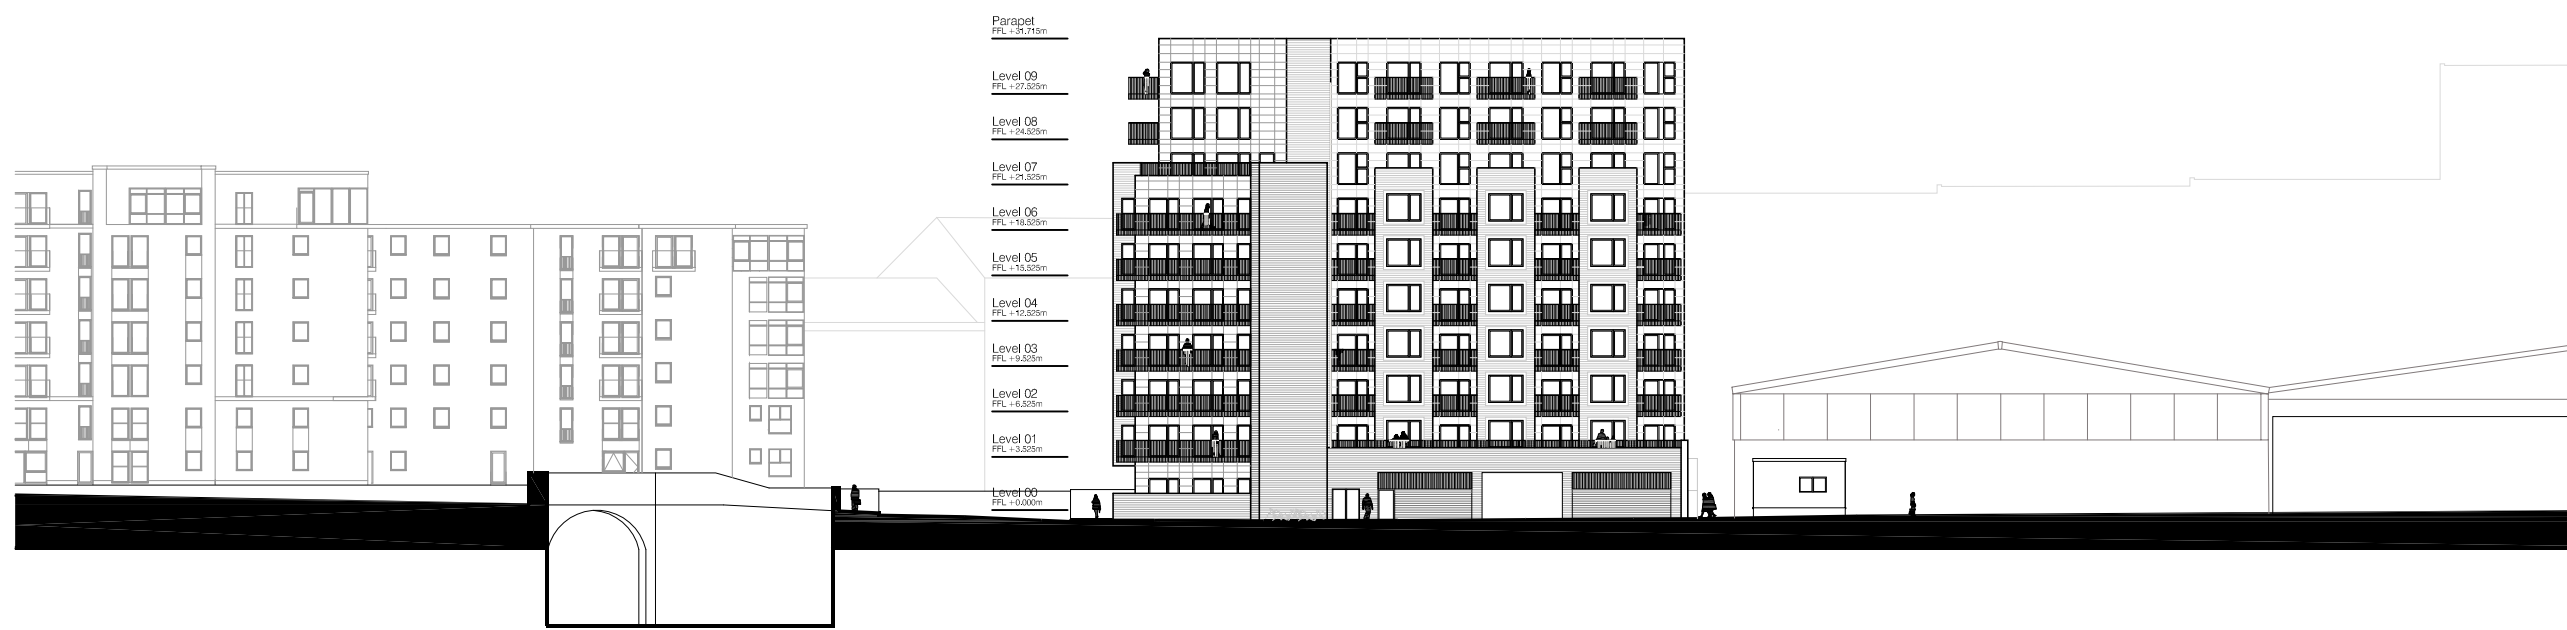 Parapet
FFL +31.715m
Level 09
FFL +27.525m
Level 08
FFL +24.525m
Level 07
FFL +21.525m
Level 06
FFL +18.525m
Level 05
FFL +15.525m
Level 04
FFL +12.525m
Level 03
FFL +9.525m
Level 02
FFL +6.525m
Level 01
FFL +3.525m
Level 00
FFL +0.000m